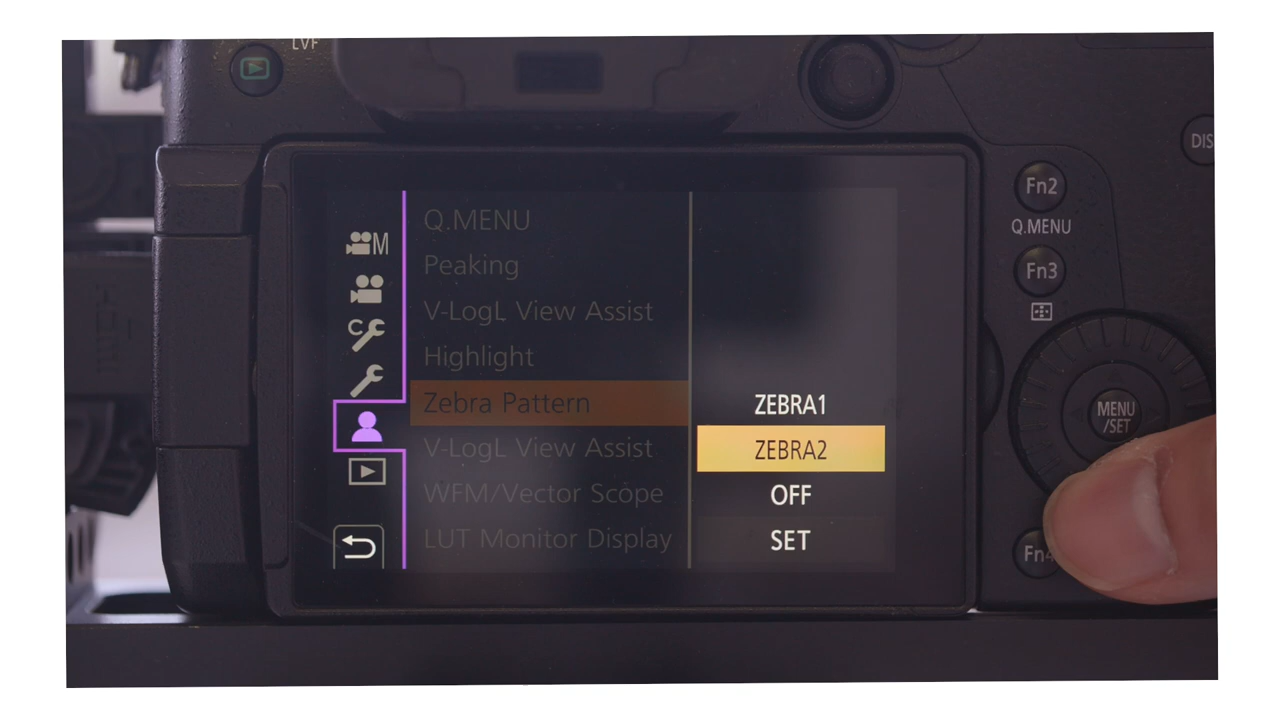 LVF
DIS
Fn2
Q.MENU
Fn3
MENU
/SET
Fn4
M
C
Q.MENU
Peaking
V-LogL View Assist
Highlight
Zebra Pattern
V-LogL View Assist
WFM/Vector Scope
LUT Monitor Display
ZEBRA1
ZEBRA2
OFF
SET